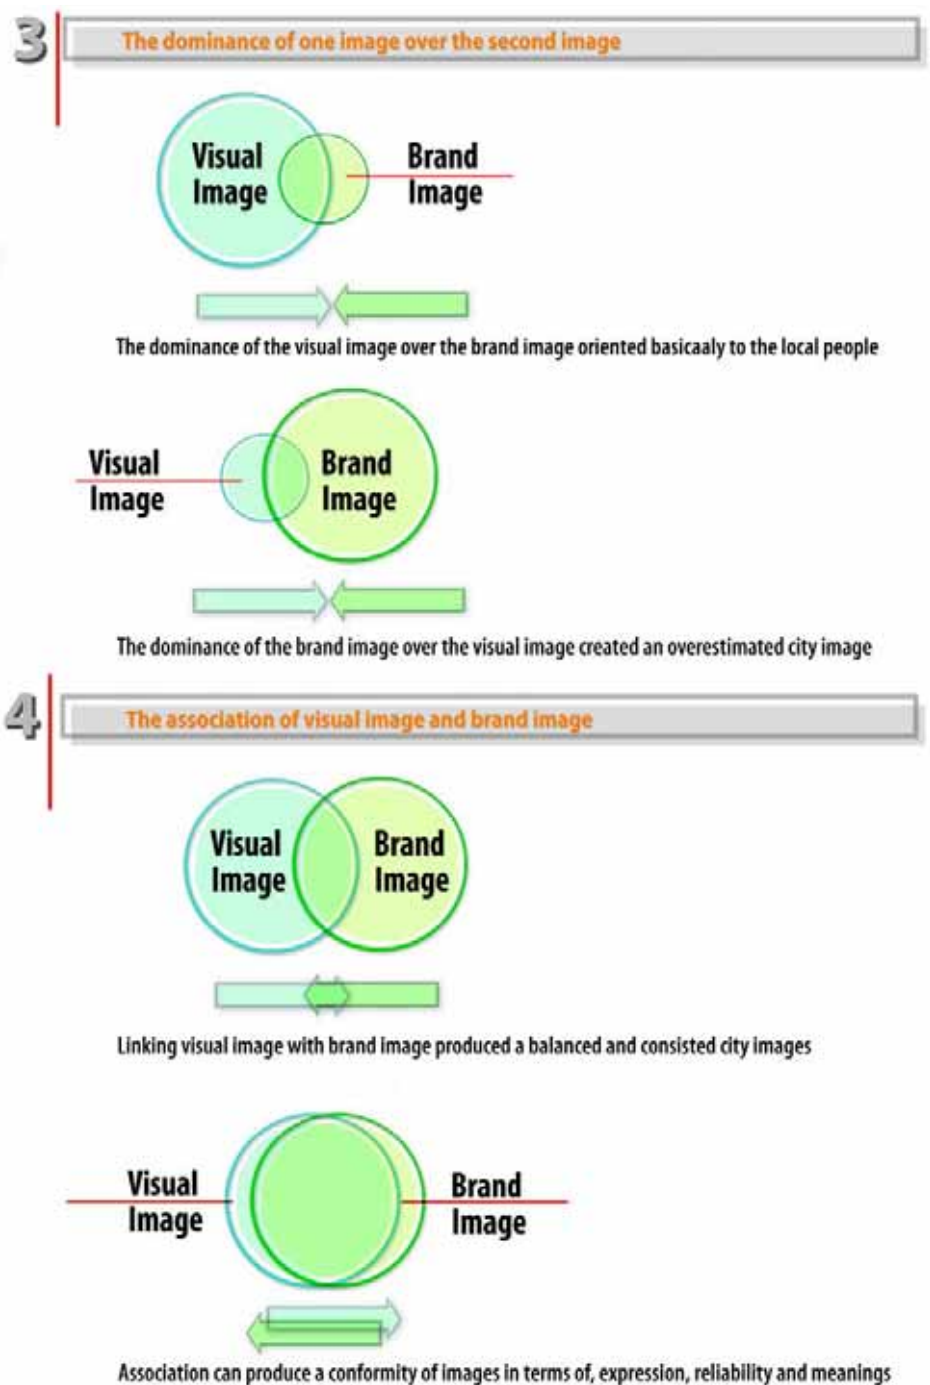 3
The dominance of one image over the second image
Visual
Image
Brand
Image
The dominance of the visual image over the brand image oriented basicaaly to the local people
Visual
Image
Brand
Image
The dominance of the brand image over the visual image created an overestimated city image
4
The association of visual image and brand image
Visual
Image
Brand
Image
Linking visual image with brand image produced a balanced and consisted city images
Visual
Image
Brand
Image
Association can produce a conformity of images in terms of, expression, reliability and meanings